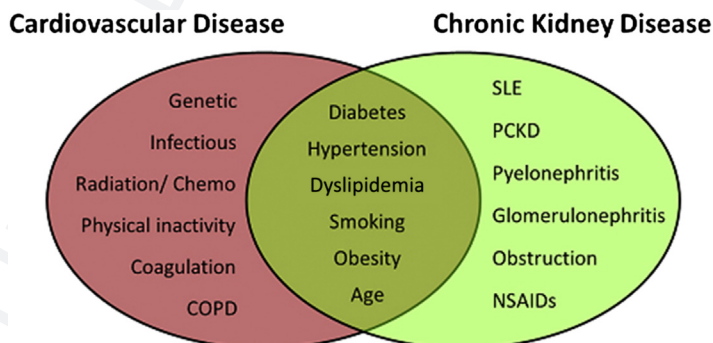 Cardiovascular Disease
Chronic Kidney Disease
Genetic
Infectious
Radiation/ Chemo
Physical inactivity
Coagulation
COPD
Diabetes
Hypertension
Dyslipidemia
Smoking
Obesity
Age
SLE
PCKD
Pyelonephritis
Glomerulonephritis
Obstruction
NSAIDs